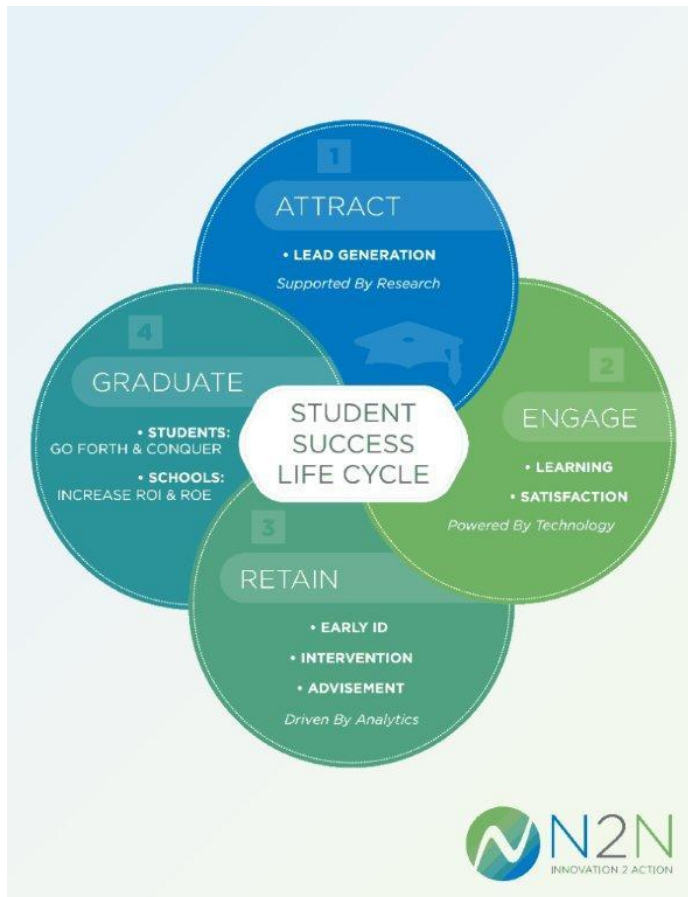 1
ATTRACT
• LEAD GENERATION
Supported By Research
2
ENGAGE
• LEARNING
• SATISFACTION
Powered By Technology
3
RETAIN
• EARLY ID
• INTERVENTION
• ADVISEMENT
Driven By Analytics
4
GRADUATE
• STUDENTS:
GO FORTH & CONQUER
• SCHOOLS:
INCREASE ROI & ROE
STUDENT
SUCCESS
LIFE CYCLE
N2N
INNOVATION 2 ACTION